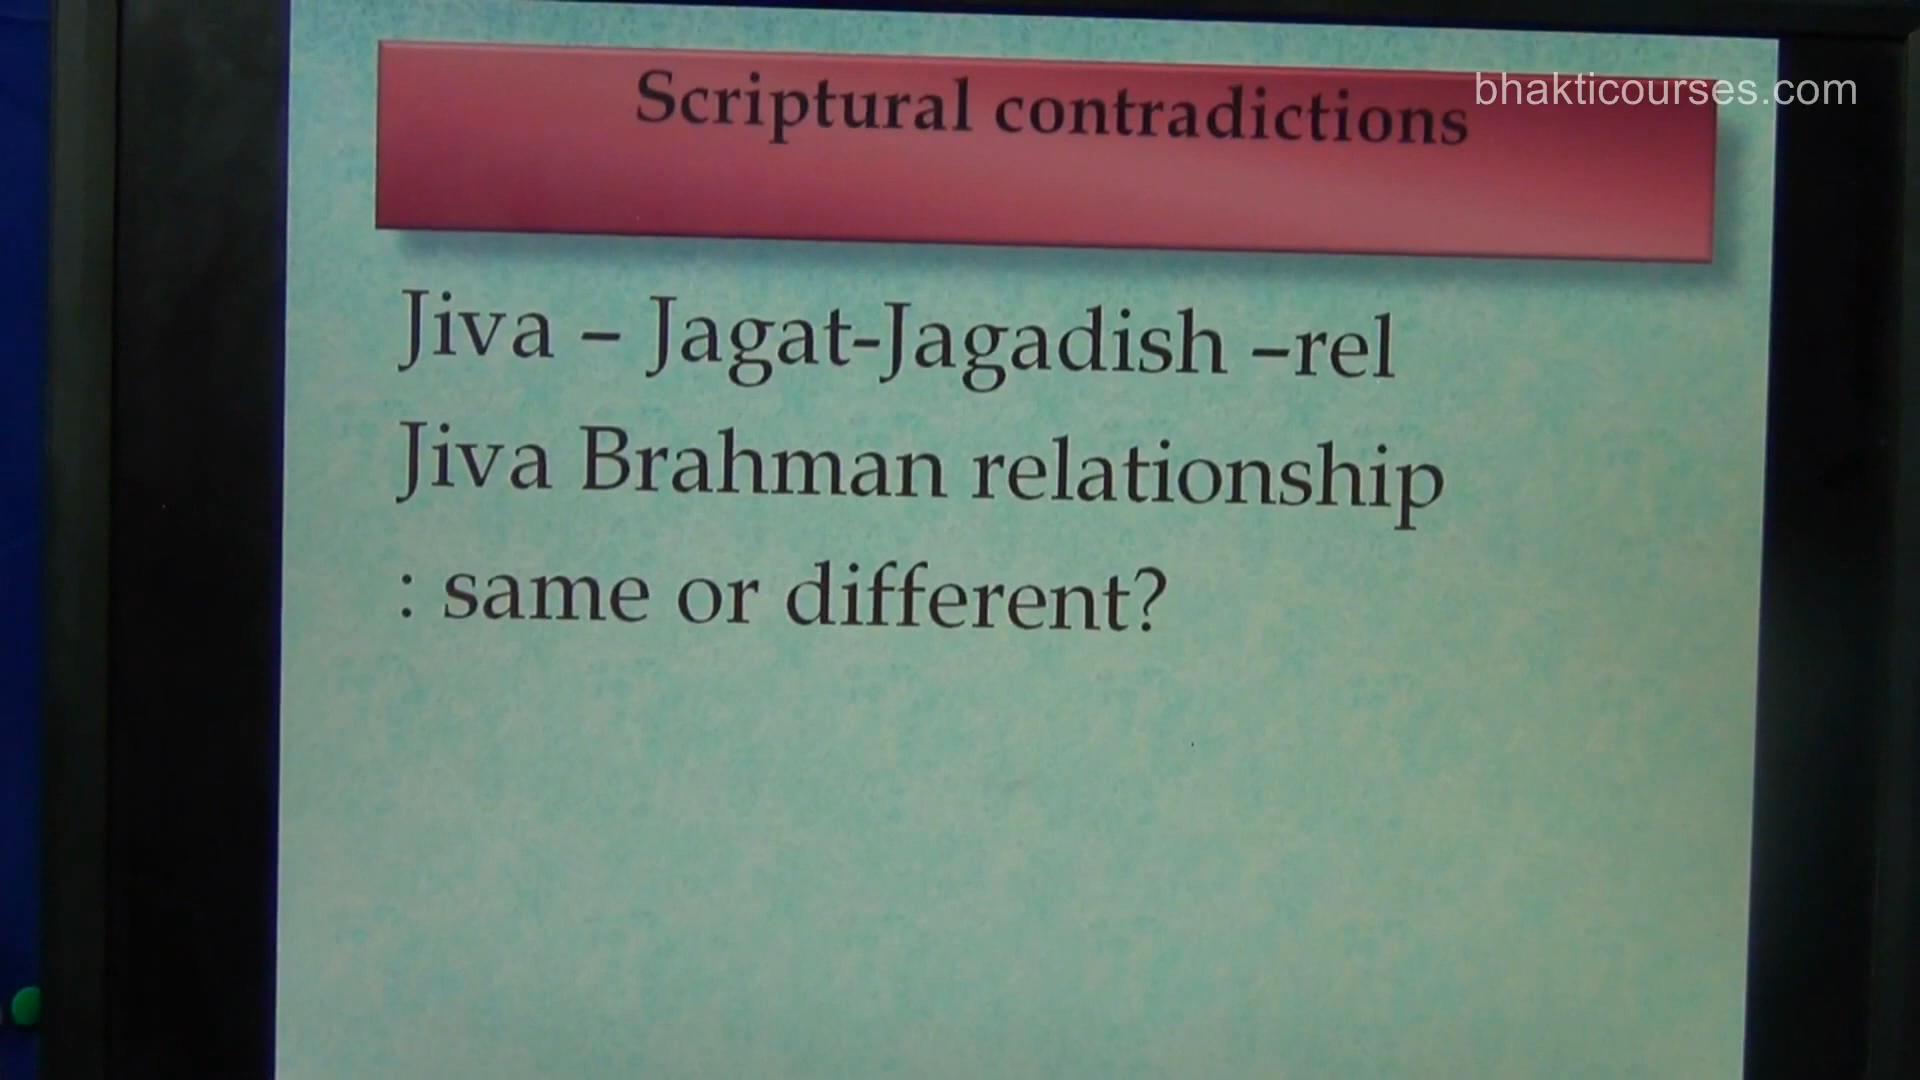 bhakticourses.com
Scriptural contradictions
Jiva – Jagat-Jagadish –rel
Jiva Brahman relationship
: same or different?